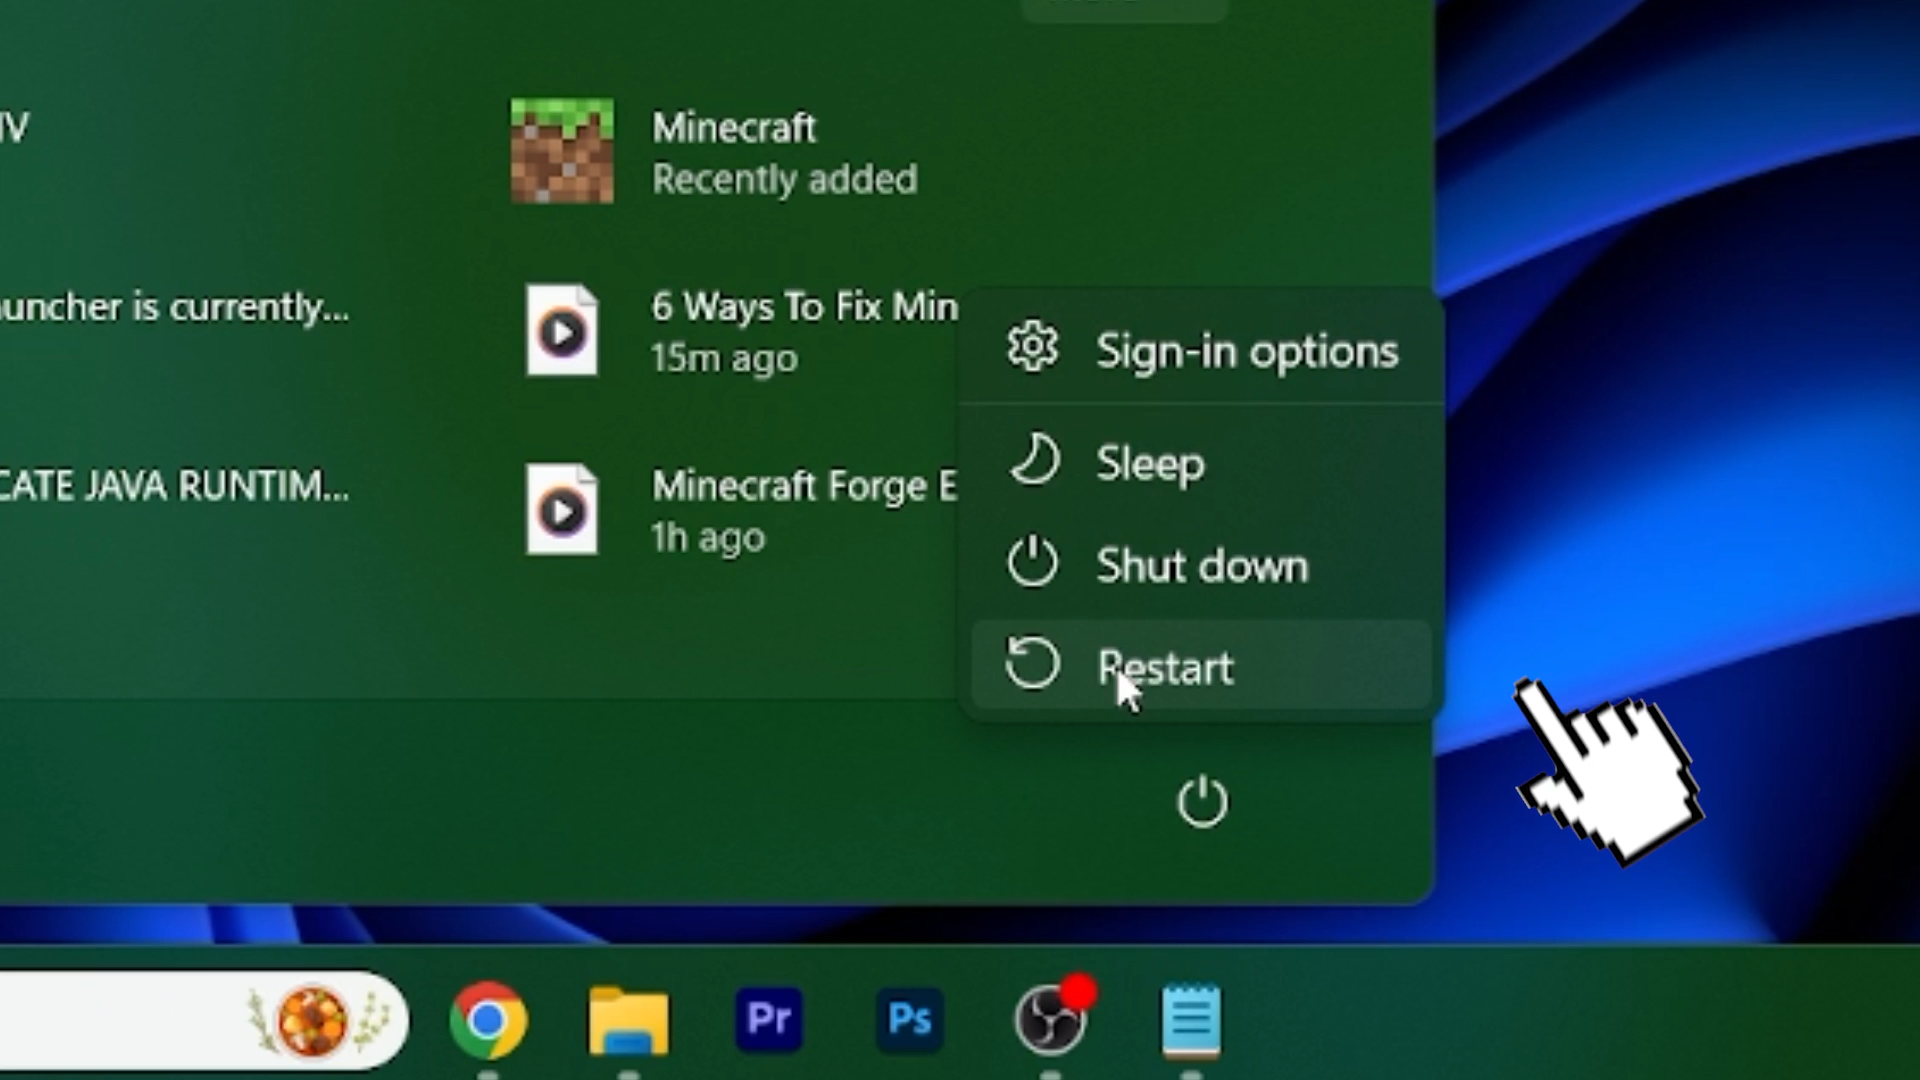 IV
Minecraft
Recently added
uncher is currently...
6 Ways To Fix Min
15m ago
CATE JAVA RUNTIM...
Minecraft Forge E
1h ago
Sign-in options
Sleep
Shut down
Restart
Pr
Ps